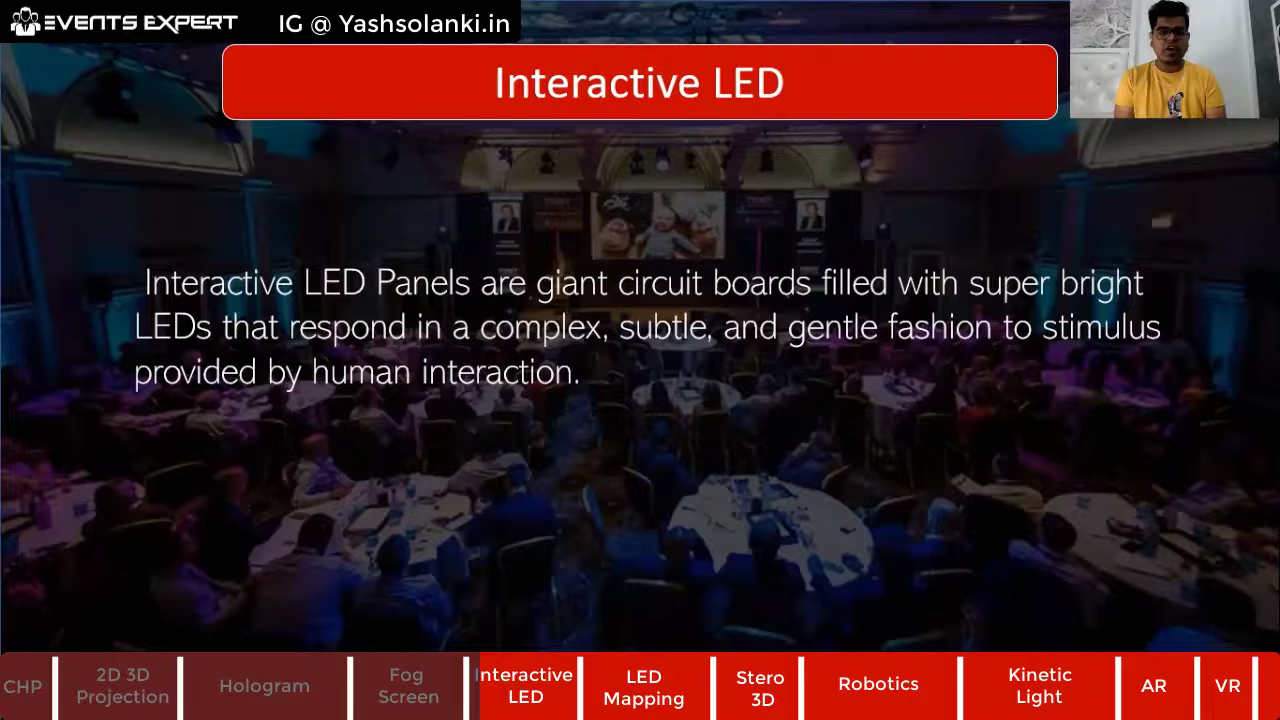 EVENTS EXPERT IG @ Yashsolanki.in
Interactive LED
Interactive LED Panels are giant circuit boards filled with super bright
LEDs that respond in a complex, subtle, and gentle fashion to stimulus
provided by human interaction.
CHP
2D 3D
Projection
Hologram
Fog
Screen
Interactive
LED
LED
Mapping
Stero
3D
Robotics
Kinetic
Light
AR
VR